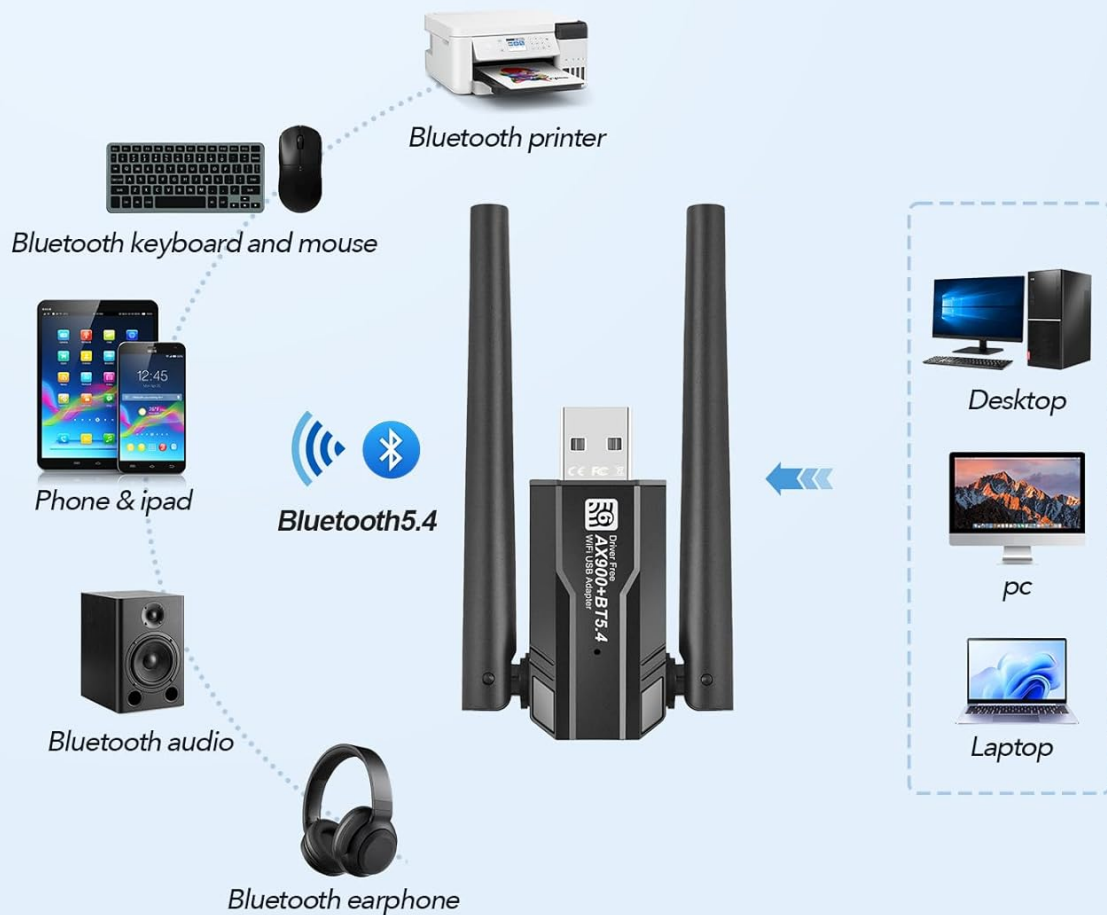 Bluetooth printer
Bluetooth keyboard and mouse
Phone & ipad
12:45
Bluetooth5.4
6
Driver Free
AX900+BT5.4
WiFi USB Adapter
CE FC
Bluetooth audio
Bluetooth earphone
Desktop
pc
Laptop